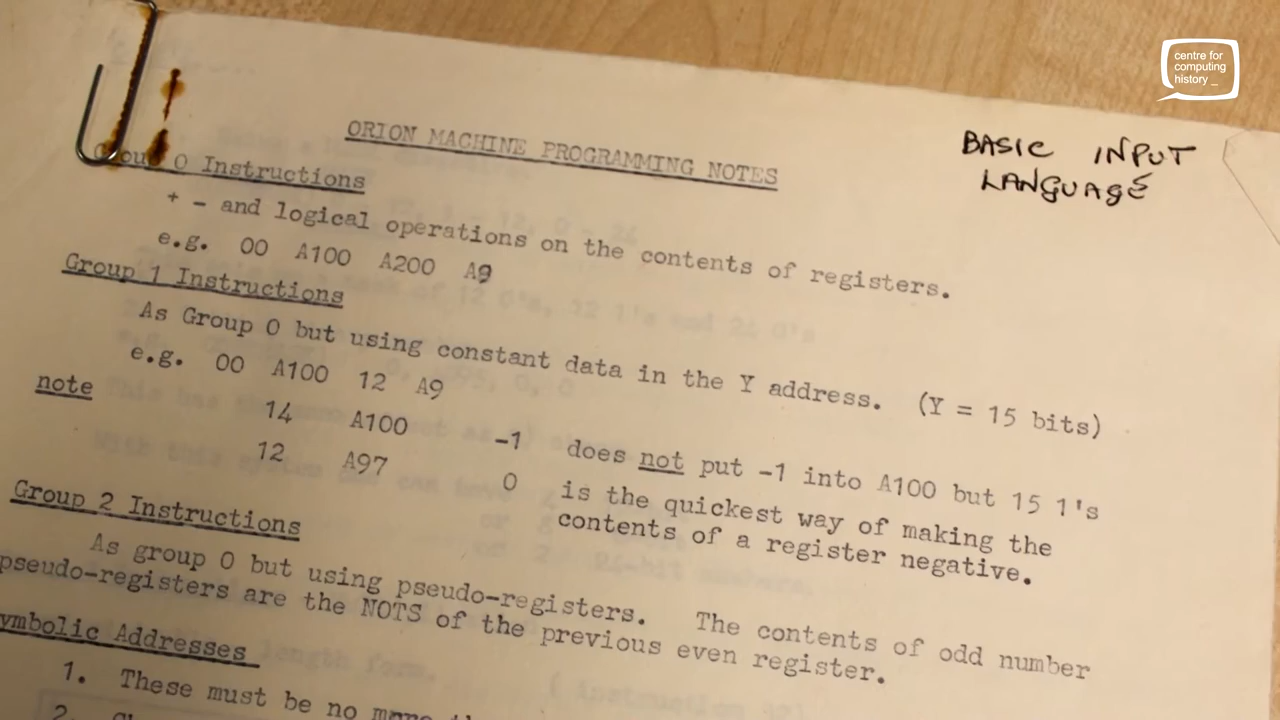 centre for
computing
history _
BASIC INPUT
LANGUAGE
ORION MACHINE PROGRAMMING NOTES
Group 0 Instructions
+ - and logical operations on the contents of registers.
e.g. 00 A100 A200 A9
Group 1 Instructions
As Group 0 but using constant data in the Y address. (Y = 15 bits)
e.g. 00 A100 12 A9
note 14 A100 -1 does not put -1 into A100 but 15 1's
12 A97 0 is the quickest way of making the
contents of a register negative.
Group 2 Instructions
As group 0 but using pseudo-registers. The contents of odd number
pseudo-registers are the NOTS of the previous even register.
ymbolic Addresses
1. These must be no more
2.